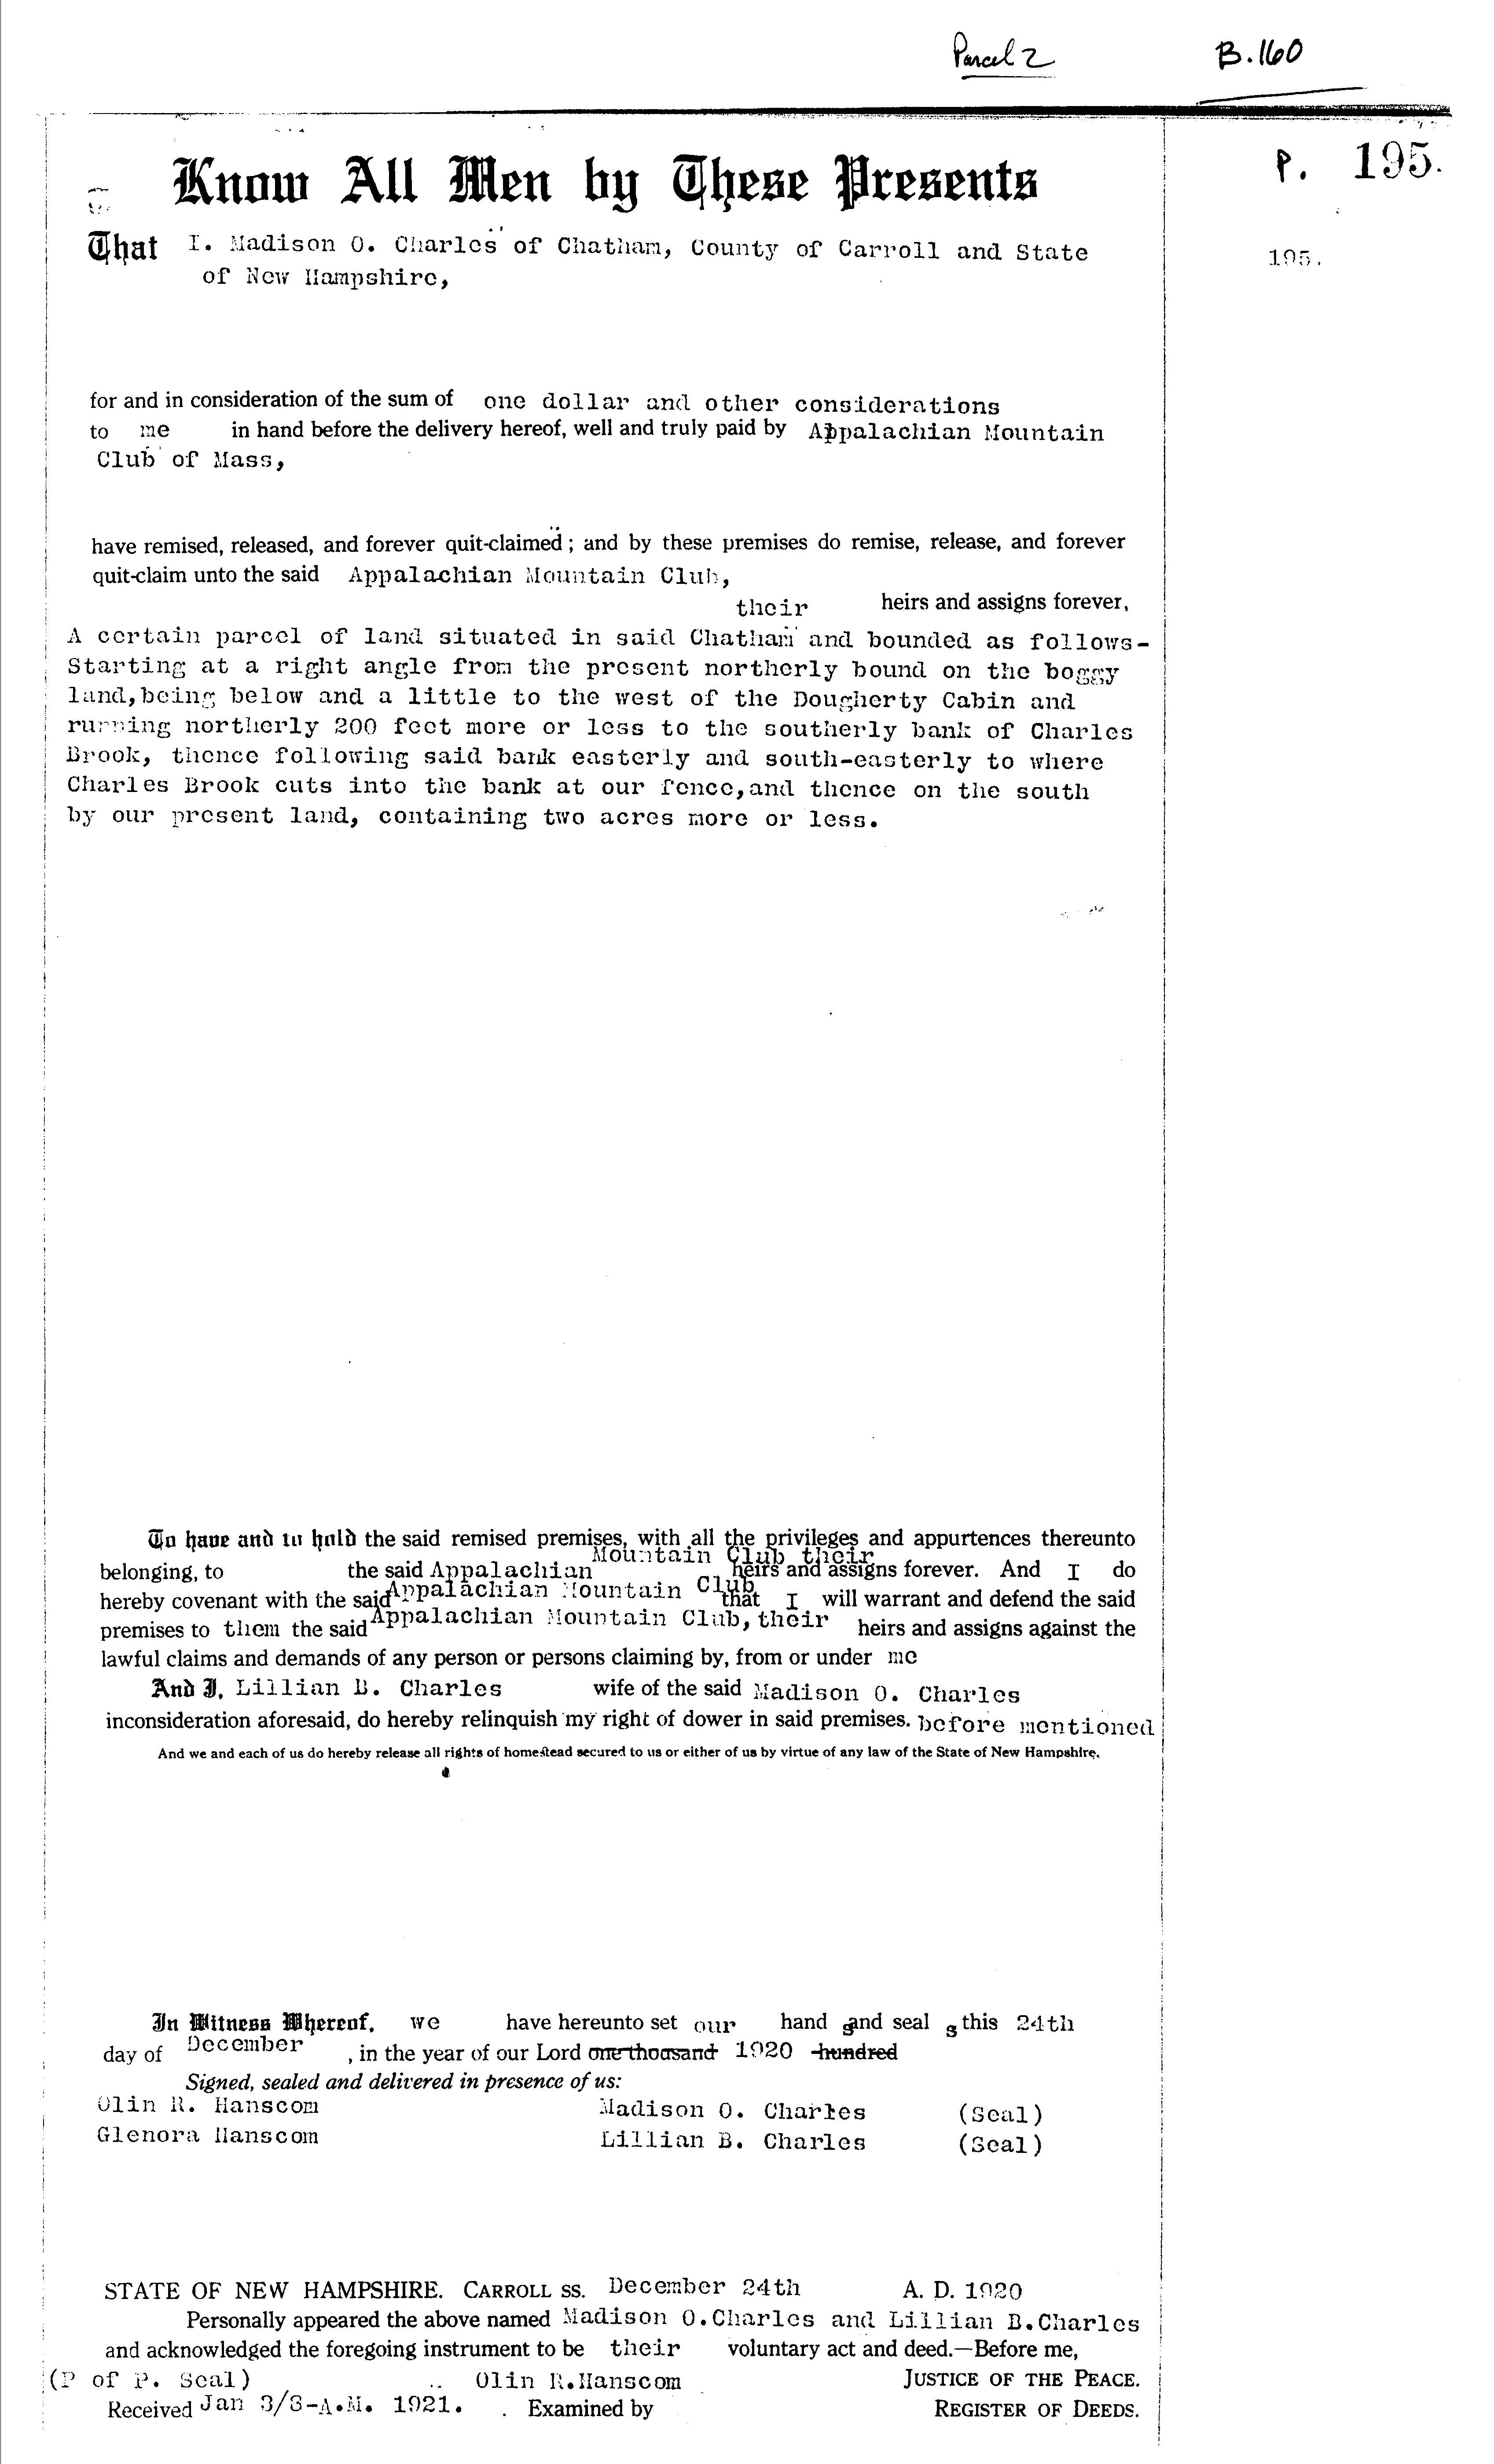 Parcel 2 B.160
Know All Men by These Presents P. 195.
That I. Madison O. Charles of Chatham, County of Carroll and State 195.
of New Hampshire,
for and in consideration of the sum of one dollar and other considerations
to me in hand before the delivery hereof, well and truly paid by Appalachian Mountain
Club of Mass,
have remised, released, and forever quit-claimed; and by these premises do remise, release, and forever
quit-claim unto the said Appalachian Mountain Club,
their heirs and assigns forever,
A certain parcel of land situated in said Chatham and bounded as follows-
Starting at a right angle from the present northerly bound on the boggy
land,being below and a little to the west of the Dougherty Cabin and
running northerly 200 feet more or less to the southerly bank of Charles
Brook, thence following said bank easterly and south-easterly to where
Charles Brook cuts into the bank at our fence,and thence on the south
by our present land, containing two acres more or less.
To have and to hold the said remised premises, with all the privileges and appurtences thereunto
belonging, to the said Appalachian Mountain Club their heirs and assigns forever. And I do
hereby covenant with the said Appalachian Mountain Club that I will warrant and defend the said
premises to them the said Appalachian Mountain Club, their heirs and assigns against the
lawful claims and demands of any person or persons claiming by, from or under me
And I, Lillian B. Charles wife of the said Madison O. Charles
inconsideration aforesaid, do hereby relinquish my right of dower in said premises. before mentioned
And we and each of us do hereby release all rights of homestead secured to us or either of us by virtue of any law of the State of New Hampshire.
In Witness Whereof, we have hereunto set our hand s and seal s this 24th
day of December , in the year of our Lord one thousand 1920 hundred
Signed, sealed and delivered in presence of us:
Olin R. Hanscom Madison O. Charles (Seal)
Glenora Hanscom Lillian B. Charles (Seal)
STATE OF NEW HAMPSHIRE. CARROLL SS. December 24th A. D. 1920
Personally appeared the above named Madison O.Charles and Lillian B.Charles
and acknowledged the foregoing instrument to be their voluntary act and deed.—Before me,
(P of P. Seal) Olin R.Hanscom JUSTICE OF THE PEACE.
Received Jan 3/8-A.M. 1921. Examined by REGISTER OF DEEDS.